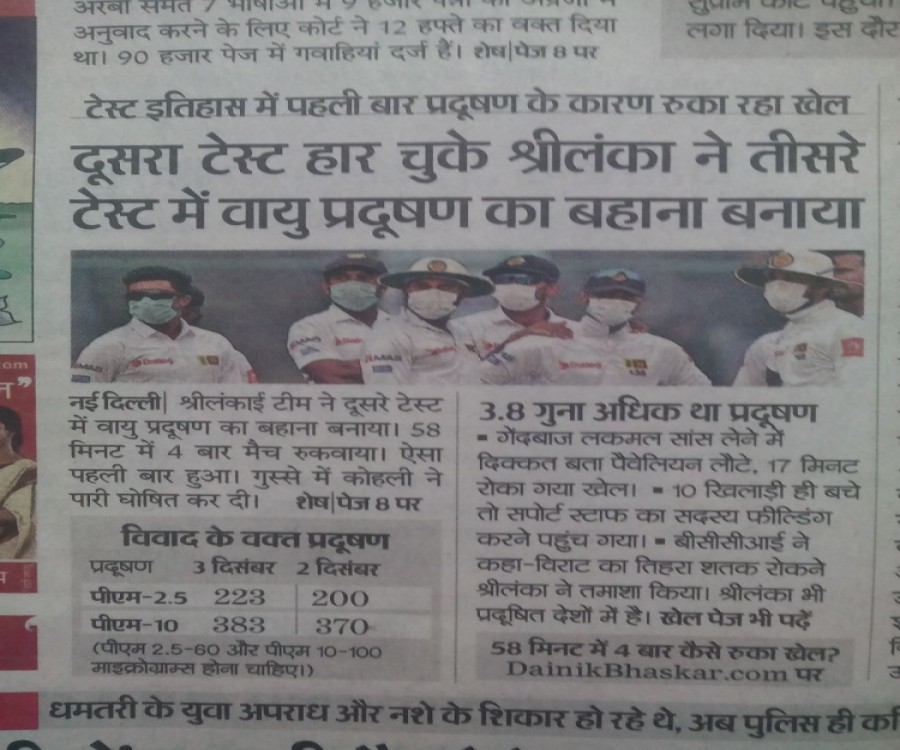 अरबी समेत 7 भाषाओं में 9 हजार
अनुवाद करने के लिए कोर्ट ने 12 हफ्ते का वक्त दिया
था। 90 हजार पेज में गवाहियां दर्ज हैं। शेष|पेज 8 पर
लगा दिया। इस दौर
टेस्ट इतिहास में पहली बार प्रदूषण के कारण रुका रहा खेल
दूसरा टेस्ट हार चुके श्रीलंका ने तीसरे
टेस्ट में वायु प्रदूषण का बहाना बनाया
नई दिल्ली| श्रीलंकाई टीम ने दूसरे टेस्ट
में वायु प्रदूषण का बहाना बनाया। 58
मिनट में 4 बार मैच रुकवाया। ऐसा
पहली बार हुआ। गुस्से में कोहली ने
पारी घोषित कर दी। शेष|पेज 8 पर
विवाद के वक्त प्रदूषण
प्रदूषण 3 दिसंबर 2 दिसंबर
पीएम-2.5 223 200
पीएम-10 383 370
(पीएम 2.5-60 और पीएम 10-100
माइक्रोग्राम्स होना चाहिए।)
3.8 गुना अधिक था प्रदूषण
▪ गेंदबाज लकमल सांस लेने में
दिक्कत बता पैवेलियन लौटे, 17 मिनट
रोका गया खेल। ▪ 10 खिलाड़ी ही बचे
तो सपोर्ट स्टाफ का सदस्य फील्डिंग
करने पहुंच गया। ▪ बीसीसीआई ने
कहा-विराट का तिहरा शतक रोकने
श्रीलंका ने तमाशा किया। श्रीलंका भी
प्रदूषित देशों में है। खेल पेज भी पढ़ें
58 मिनट में 4 बार कैसे रुका खेल?
DainikBhaskar.com पर
धमतरी के युवा अपराध और नशे के शिकार हो रहे थे, अब पुलिस ही